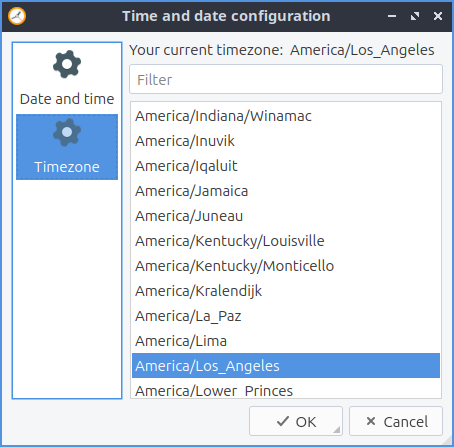 Time and date configuration
Your current timezone: America/Los_Angeles
Filter
Date and time
Timezone
America/Indiana/Winamac
America/Inuvik
America/Iqaluit
America/Jamaica
America/Juneau
America/Kentucky/Louisville
America/Kentucky/Monticello
America/Kralendijk
America/La_Paz
America/Lima
America/Los_Angeles
America/Lower_Princes
OK
Cancel